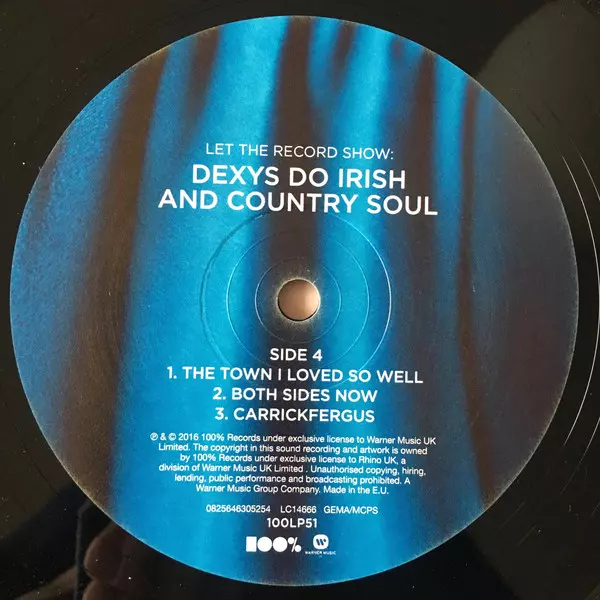 LET THE RECORD SHOW:
DEXYS DO IRISH
AND COUNTRY SOUL
SIDE 4
1. THE TOWN I LOVED SO WELL
2. BOTH SIDES NOW
3. CARRICKFERGUS
℗ & © 2016 100% Records under exclusive license to Warner Music UK
Limited. The copyright in this sound recording and artwork is owned
by 100% Records under exclusive license to Rhino UK, a
division of Warner Music UK Limited . Unauthorised copying, hiring,
lending, public performance and broadcasting prohibited. A
Warner Music Group Company. Made in the E.U.
0825646305254 LC14666 GEMA/MCPS
100LP51
100%
WARNER MUSIC